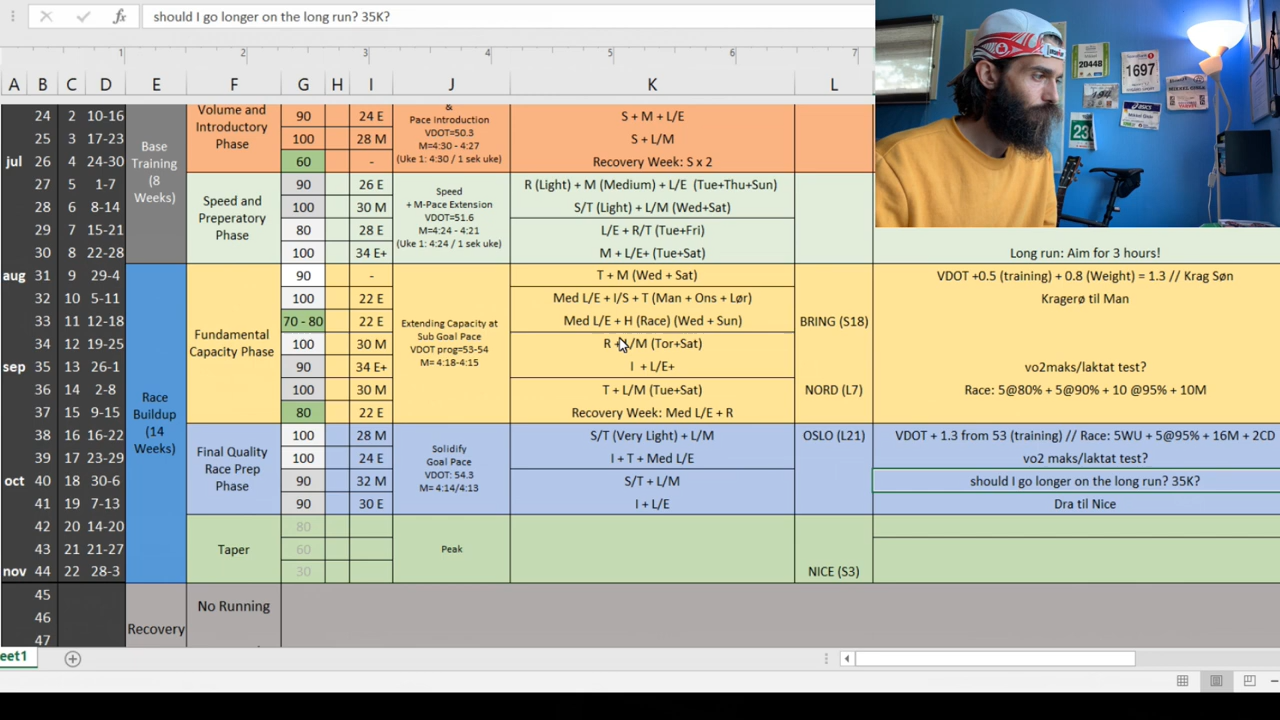 should I go longer on the long run? 35K?
1 2 3 4 5 6 7
A B C D E F G H I J K L
24 2 10-16 Volume and Introductory Phase 90 24 E & Pace Introduction VDOT=50.3 M=4:30 - 4:27 (Uke 1: 4:30 / 1 sek uke) S + M + L/E
25 3 17-23 100 28 M S + L/M
jul 26 4 24-30 60 - Recovery Week: S x 2
Base Training (8 Weeks)
27 5 1-7 Speed and Preperatory Phase 90 26 E Speed + M-Pace Extension VDOT=51.6 M=4:24 - 4:21 (Uke 1: 4:24 / 1 sek uke) R (Light) + M (Medium) + L/E (Tue+Thu+Sun)
28 6 8-14 100 30 M S/T (Light) + L/M (Wed+Sat)
29 7 15-21 80 28 E L/E + R/T (Tue+Fri)
30 8 22-28 100 34 E+ M + L/E+ (Tue+Sat) Long run: Aim for 3 hours!
aug 31 9 29-4 90 - T + M (Wed + Sat) VDOT +0.5 (training) + 0.8 (Weight) = 1.3 // Krag Søn
32 10 5-11 100 22 E Med L/E + I/S + T (Man + Ons + Lør) Kragerø til Man
33 11 12-18 Fundamental Capacity Phase 70 - 80 22 E Extending Capacity at Sub Goal Pace VDOT prog=53-54 M= 4:18-4:15 Med L/E + H (Race) (Wed + Sun) BRING (S18)
34 12 19-25 100 30 M R + L/M (Tor+Sat)
sep 35 13 26-1 90 34 E+ I + L/E+ vo2maks/laktat test?
36 14 2-8 100 30 M T + L/M (Tue+Sat) NORD (L7) Race: 5@80% + 5@90% + 10 @95% + 10M
Race Buildup (14 Weeks)
37 15 9-15 80 22 E Recovery Week: Med L/E + R
38 16 16-22 Final Quality Race Prep Phase 100 28 M Solidify Goal Pace VDOT: 54.3 M= 4:14/4:13 S/T (Very Light) + L/M OSLO (L21) VDOT + 1.3 from 53 (training) // Race: 5WU + 5@95% + 16M + 2CD
39 17 23-29 100 24 E I + T + Med L/E vo2 maks/laktat test?
oct 40 18 30-6 90 32 M S/T + L/M should I go longer on the long run? 35K?
41 19 7-13 90 30 E I + L/E Dra til Nice
42 20 14-20 80
43 21 21-27 Taper 60 Peak
nov 44 22 28-3 30 NICE (S3)
45 No Running
46
47 Recovery
eet1
20448
1697